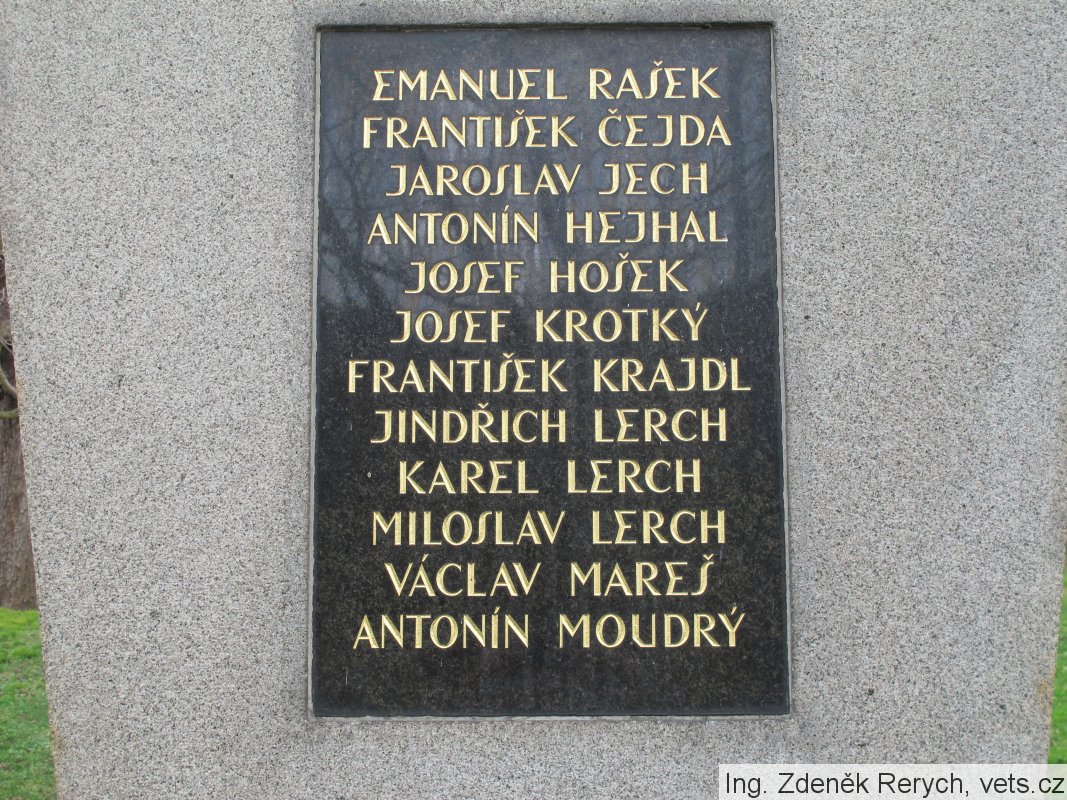 EMANUEL RAŠEK
FRANTIŠEK ČEJDA
JAROSLAV JECH
ANTONÍN HEJHAL
JOSEF HOŠEK
JOSEF KROTKÝ
FRANTIŠEK KRAJDL
JINDŘICH LERCH
KAREL LERCH
MILOSLAV LERCH
VÁCLAV MAREŠ
ANTONÍN MOUDRÝ
Ing. Zdeněk Rerych, vets.cz